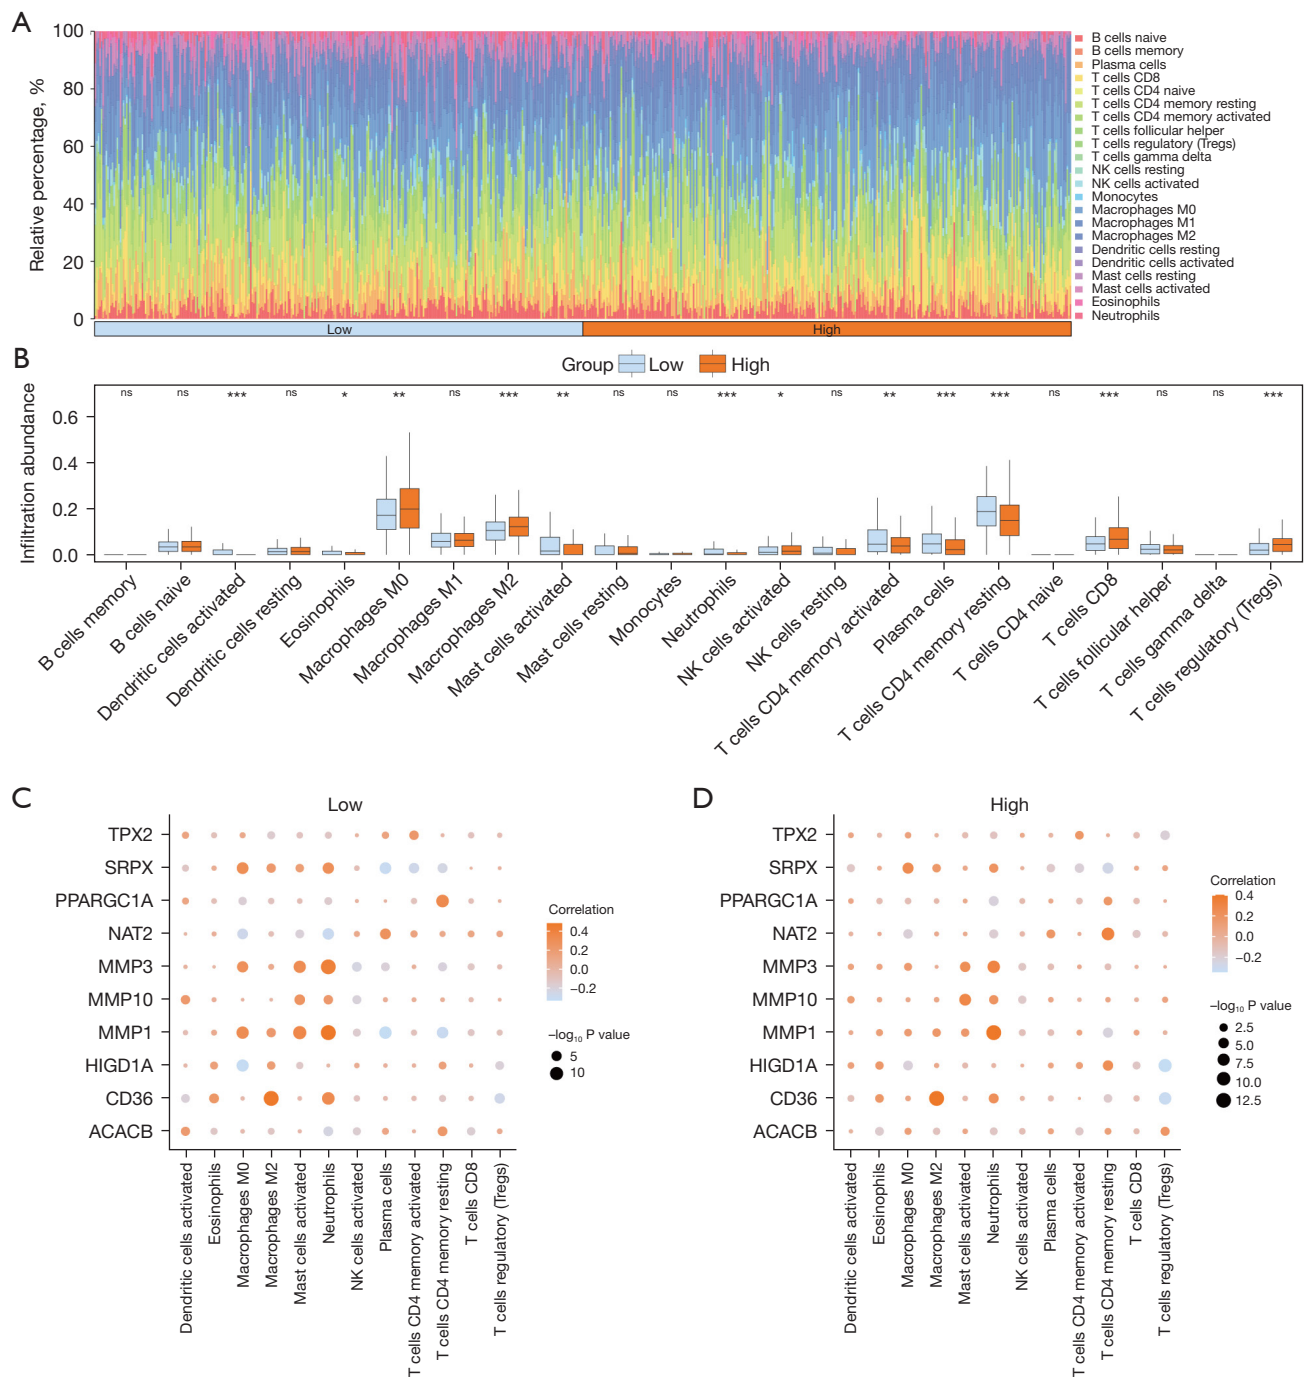 A
100
80
60
40
20
0
Relative percentage, %
B cells naive
B cells memory
Plasma cells
T cells CD8
T cells CD4 naive
T cells CD4 memory resting
T cells CD4 memory activated
T cells follicular helper
T cells regulatory (Tregs)
T cells gamma delta
NK cells resting
NK cells activated
Monocytes
Macrophages M0
Macrophages M1
Macrophages M2
Dendritic cells resting
Dendritic cells activated
Mast cells resting
Mast cells activated
Eosinophils
Neutrophils
Low High
B
Group Low High
ns ns *** ns * ** ns *** ** ns ns *** * ns ** *** *** ns *** ns ns ***
0.6
0.4
0.2
0.0
Infiltration abundance
B cells memory
B cells naive
Dendritic cells activated
Dendritic cells resting
Eosinophils
Macrophages M0
Macrophages M1
Macrophages M2
Mast cells activated
Mast cells resting
Monocytes
Neutrophils
NK cells activated
NK cells resting
T cells CD4 memory activated
Plasma cells
T cells CD4 memory resting
T cells CD4 naive
T cells CD8
T cells follicular helper
T cells gamma delta
T cells regulatory (Tregs)
C
Low
TPX2
SRPX
PPARGC1A
NAT2
MMP3
MMP10
MMP1
HIGD1A
CD36
ACACB
Dendritic cells activated
Eosinophils
Macrophages M0
Macrophages M2
Mast cells activated
Neutrophils
NK cells activated
Plasma cells
T cells CD4 memory activated
T cells CD4 memory resting
T cells CD8
T cells regulatory (Tregs)
Correlation
0.4
0.2
0.0
−0.2
−log₁₀ P value
5
10
D
High
TPX2
SRPX
PPARGC1A
NAT2
MMP3
MMP10
MMP1
HIGD1A
CD36
ACACB
Dendritic cells activated
Eosinophils
Macrophages M0
Macrophages M2
Mast cells activated
Neutrophils
NK cells activated
Plasma cells
T cells CD4 memory activated
T cells CD4 memory resting
T cells CD8
T cells regulatory (Tregs)
Correlation
0.4
0.2
0.0
−0.2
−log₁₀ P value
2.5
5.0
7.5
10.0
12.5